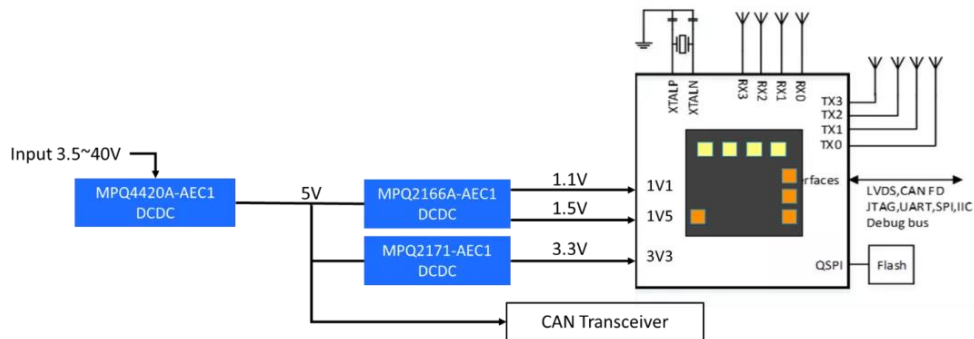 XTALP
XTALN
RX3
RX2
RX1
RX0
TX3
TX2
TX1
TX0
Input 3.5~40V
MPQ4420A-AEC1
DCDC
5V
MPQ2166A-AEC1
DCDC
1.1V
1.5V
1V1
1V5
MPQ2171-AEC1
DCDC
3.3V
3V3
erfaces
LVDS,CAN FD
JTAG,UART,SPI,IIC
Debug bus
QSPI
Flash
CAN Transceiver